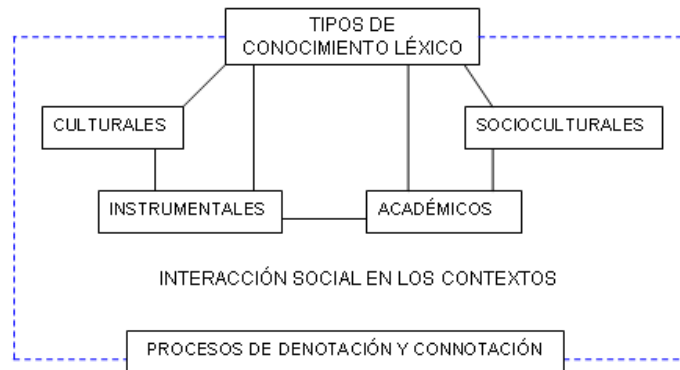 TIPOS DE
CONOCIMIENTO LÉXICO
CULTURALES
SOCIOCULTURALES
INSTRUMENTALES
ACADÉMICOS
INTERACCIÓN SOCIAL EN LOS CONTEXTOS
PROCESOS DE DENOTACIÓN Y CONNOTACIÓN